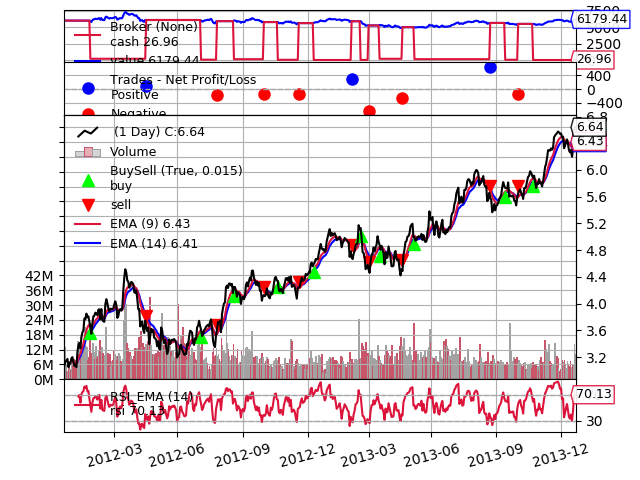 7500
6179.44
5000
2500
26.96
Broker (None)
cash 26.96
value 6179.44
Trades - Net Profit/Loss
Positive
Negative
400
0
−400
6.8
6.64
6.43
6.0
5.6
5.2
4.8
4.4
4.0
3.6
3.2
(1 Day) C:6.64
Volume
BuySell (True, 0.015)
buy
sell
EMA (9) 6.43
EMA (14) 6.41
42M
36M
30M
24M
18M
12M
6M
0M
RSI_EMA (14)
rsi 70.13
70.13
30
2012-03
2012-06
2012-09
2012-12
2013-03
2013-06
2013-09
2013-12